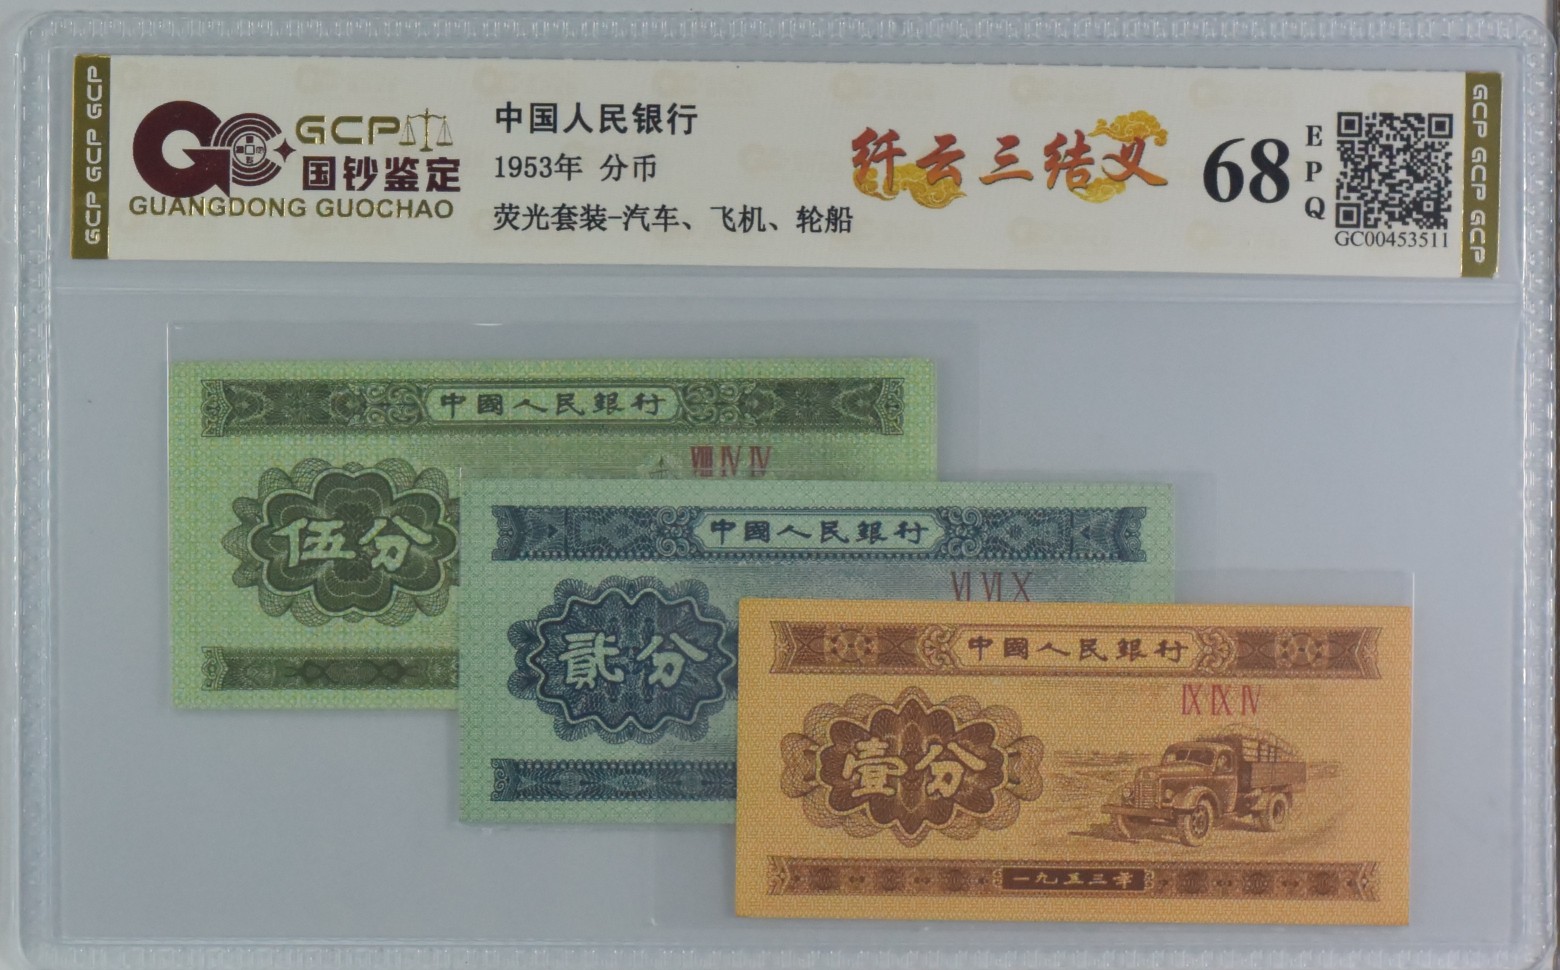 GCP GCP GCP
GC GCP
国钞鉴定
GUANGDONG GUOCHAO
中国人民银行
1953年 分币
荧光套装-汽车、飞机、轮船
纤云三结义
68
EPQ
GC00453511
GCP GCP GCP
中國人民銀行
VIII IV IV
伍分
中國人民銀行
VI VI X
貳分
中國人民銀行
IX IX IV
壹分
一九五三年